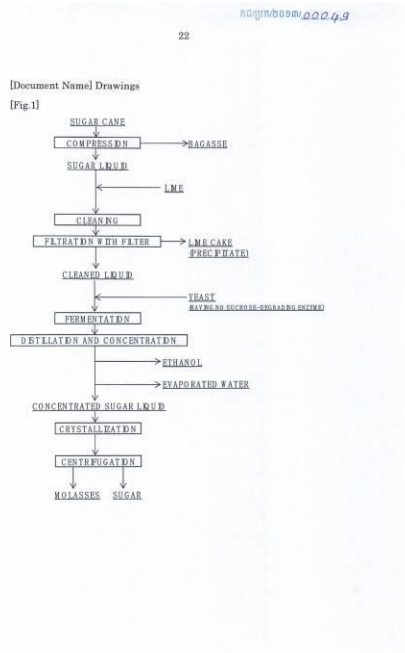 22
[Document Name] Drawings
[Fig.1]
SUGAR CANE
COMPRESSION
BAGASSE
SUGAR LIQUID
LIME
CLEANING
FILTRATION WITH FILTER
LIME CAKE
(PRECIPITATE)
CLEANED LIQUID
YEAST
(HAVING NO SUCROSE-DEGRADING ENZIME)
FERMENTATION
DISTILLATION AND CONCENTRATION
ETHANOL
EVAPORATED WATER
CONCENTRATED SUGAR LIQUID
CRYSTALLIZATION
CENTRIFUGATION
MOLASSES SUGAR